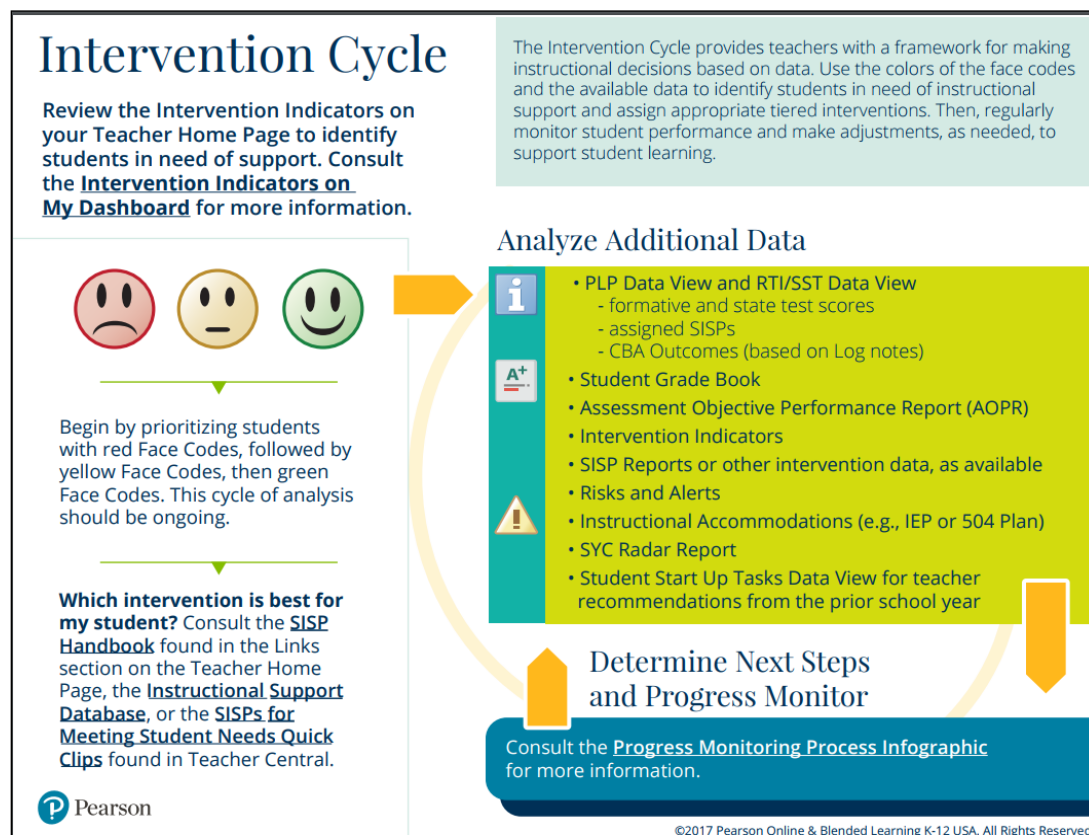 Intervention Cycle
Review the Intervention Indicators on
your Teacher Home Page to identify
students in need of support. Consult
the Intervention Indicators on
My Dashboard for more information.
The Intervention Cycle provides teachers with a framework for making
instructional decisions based on data. Use the colors of the face codes
and the available data to identify students in need of instructional
support and assign appropriate tiered interventions. Then, regularly
monitor student performance and make adjustments, as needed, to
support student learning.
Begin by prioritizing students
with red Face Codes, followed by
yellow Face Codes, then green
Face Codes. This cycle of analysis
should be ongoing.
Which intervention is best for
my student? Consult the SISP
Handbook found in the Links
section on the Teacher Home
Page, the Instructional Support
Database, or the SISPs for
Meeting Student Needs Quick
Clips found in Teacher Central.
Analyze Additional Data
i
A+
!
• PLP Data View and RTI/SST Data View
- formative and state test scores
- assigned SISPs
- CBA Outcomes (based on Log notes)
• Student Grade Book
• Assessment Objective Performance Report (AOPR)
• Intervention Indicators
• SISP Reports or other intervention data, as available
• Risks and Alerts
• Instructional Accommodations (e.g., IEP or 504 Plan)
• SYC Radar Report
• Student Start Up Tasks Data View for teacher
recommendations from the prior school year
Determine Next Steps
and Progress Monitor
Consult the Progress Monitoring Process Infographic
for more information.
P Pearson
©2017 Pearson Online & Blended Learning K-12 USA. All Rights Reserved